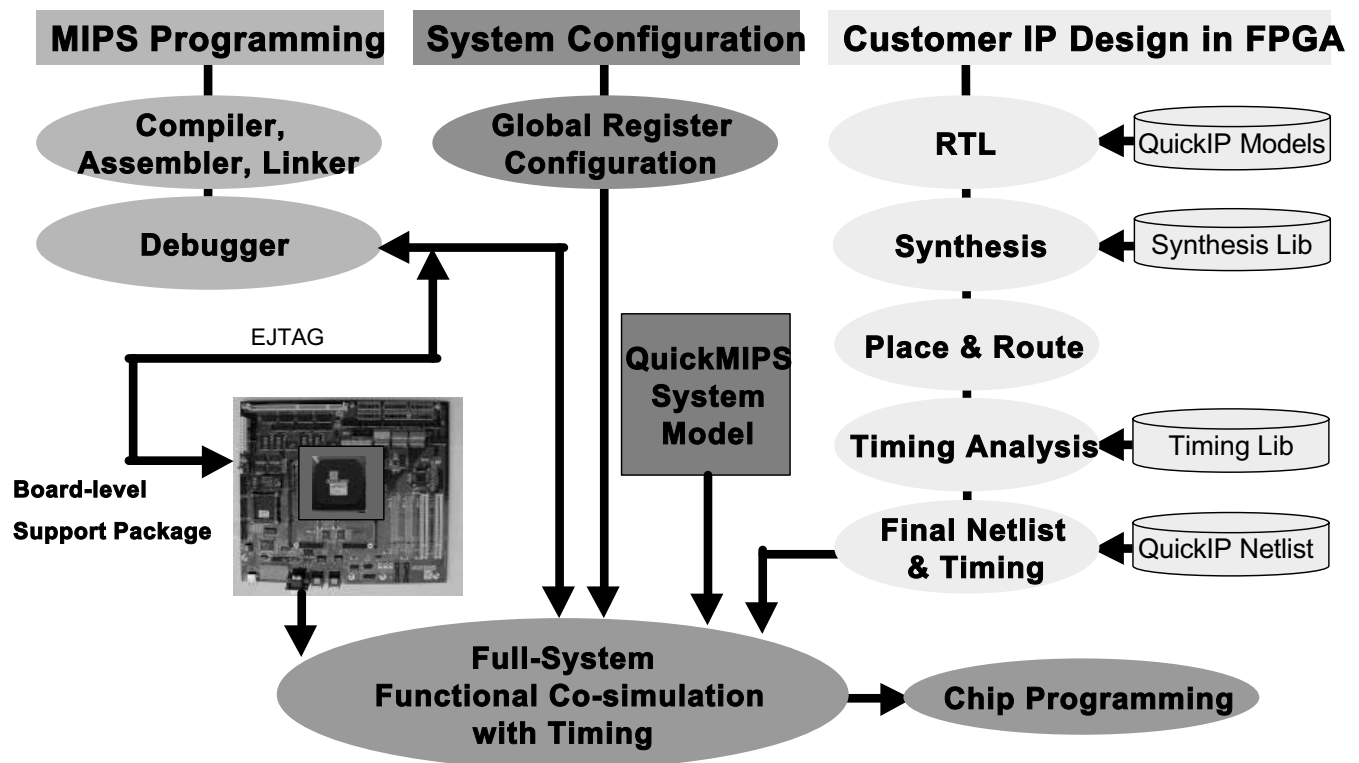 MIPS Programming
System Configuration
Customer IP Design in FPGA
Compiler,
Assembler, Linker
Global Register
Configuration
RTL
QuickIP Models
Debugger
Synthesis
Synthesis Lib
EJTAG
QuickMIPS
System
Model
Place & Route
Timing Analysis
Timing Lib
Board-level
Support Package
Final Netlist
& Timing
QuickIP Netlist
Full-System
Functional Co-simulation
with Timing
Chip Programming